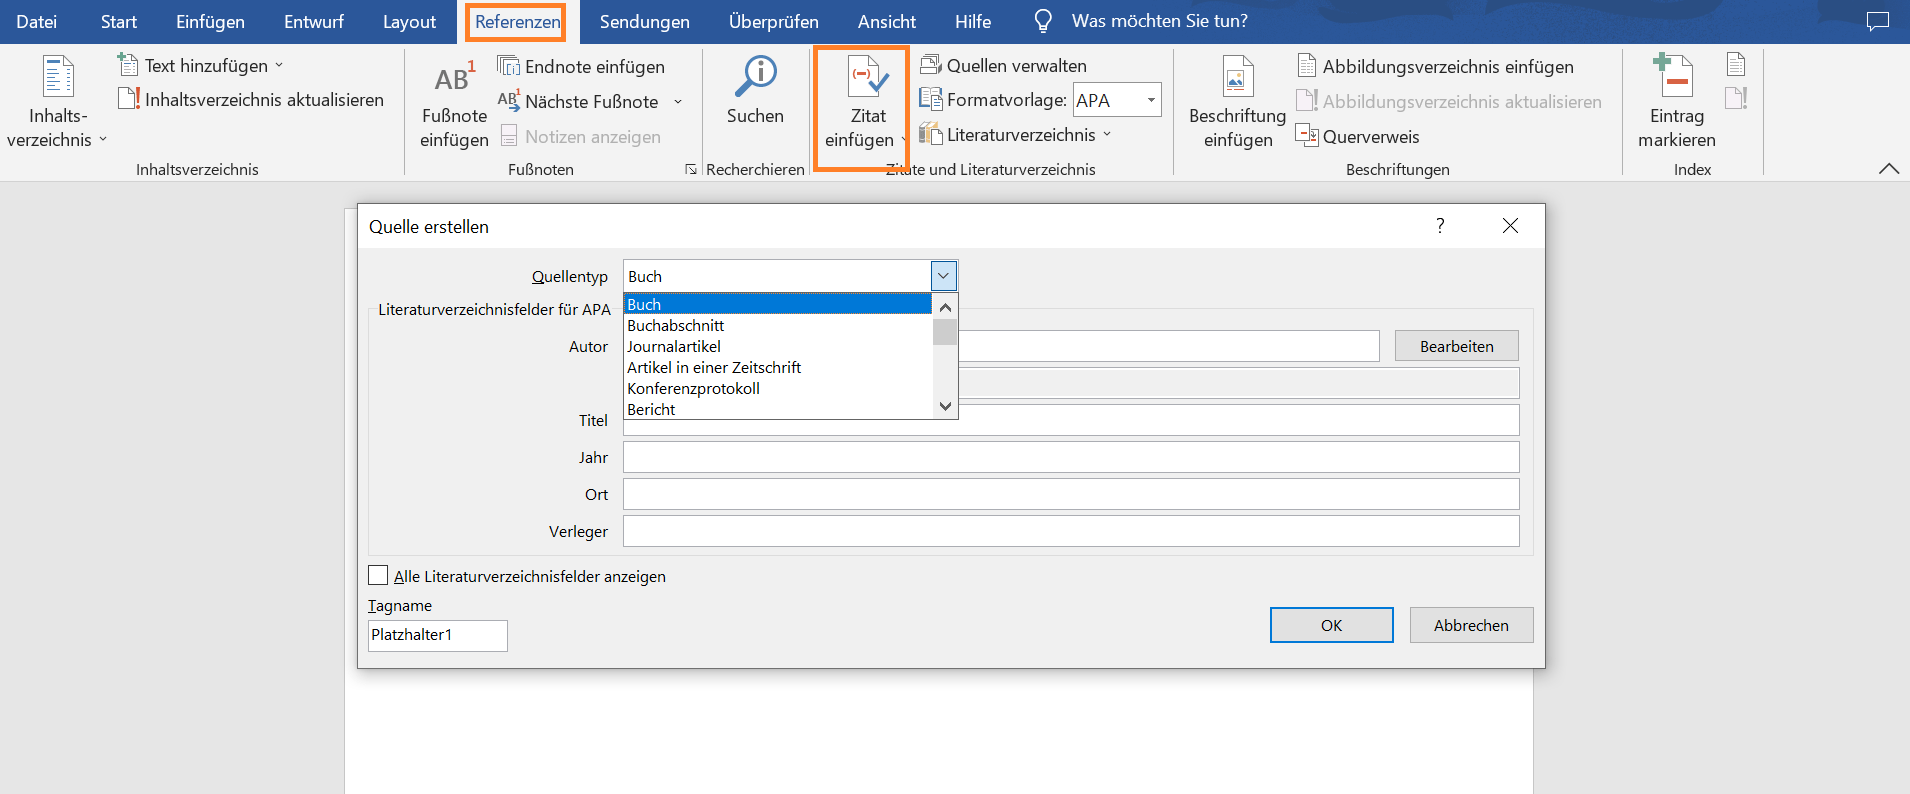 Datei Start Einfügen Entwurf Layout Referenzen Sendungen Überprüfen Ansicht Hilfe Was möchten Sie tun?
Inhalts-
verzeichnis
Text hinzufügen
Inhaltsverzeichnis aktualisieren
Inhaltsverzeichnis
AB1
Fußnote
einfügen
Endnote einfügen
AB1 Nächste Fußnote
Notizen anzeigen
Fußnoten
Suchen
Recherchieren
Zitat
einfügen
Quellen verwalten
Formatvorlage: APA
Literaturverzeichnis
Zitate und Literaturverzeichnis
Beschriftung
einfügen
Abbildungsverzeichnis einfügen
Abbildungsverzeichnis aktualisieren
Querverweis
Beschriftungen
Eintrag
markieren
Index
Quelle erstellen ?
Quellentyp Buch
Buch
Buchabschnitt
Journalartikel
Artikel in einer Zeitschrift
Konferenzprotokoll
Bericht
Literaturverzeichnisfelder für APA
Autor Bearbeiten
Titel
Jahr
Ort
Verleger
Alle Literaturverzeichnisfelder anzeigen
Tagname
Platzhalter1
OK Abbrechen